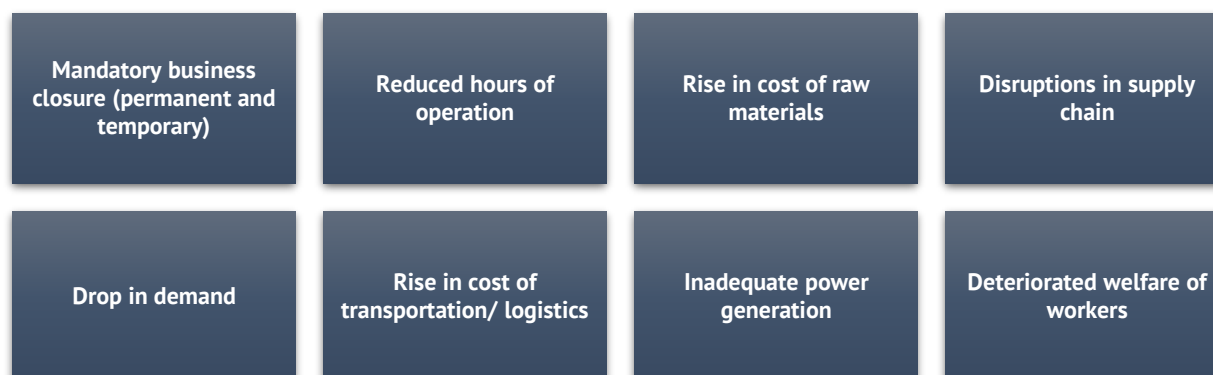 Mandatory business
closure (permanent and
temporary)
Reduced hours of
operation
Rise in cost of raw
materials
Disruptions in supply
chain
Drop in demand
Rise in cost of
transportation/ logistics
Inadequate power
generation
Deteriorated welfare of
workers